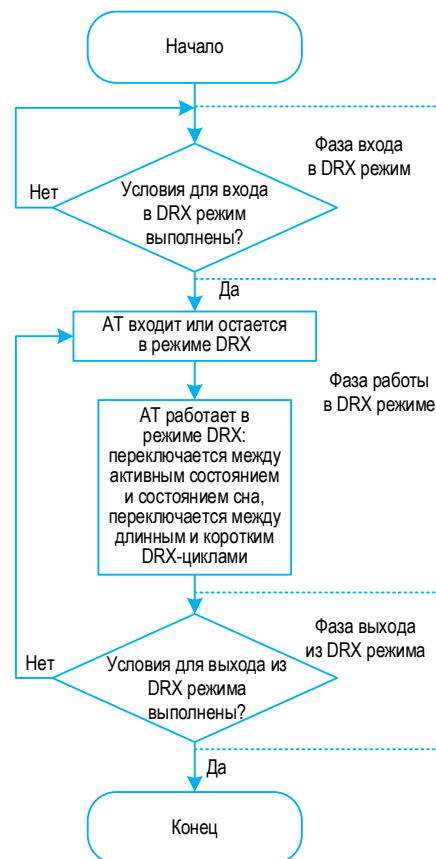 Начало
Фаза входа
в DRX режим
Нет
Условия для входа
в DRX режим
выполнены?
Да
АТ входит или остается
в режиме DRX
Фаза работы
в DRX режиме
АТ работает в
режиме DRX:
переключается между
активным состоянием
и состоянием сна,
переключается между
длинным и коротким
DRX-циклами
Фаза выхода
из DRX режима
Нет
Условия для выхода из
DRX режима
выполнены?
Да
Конец